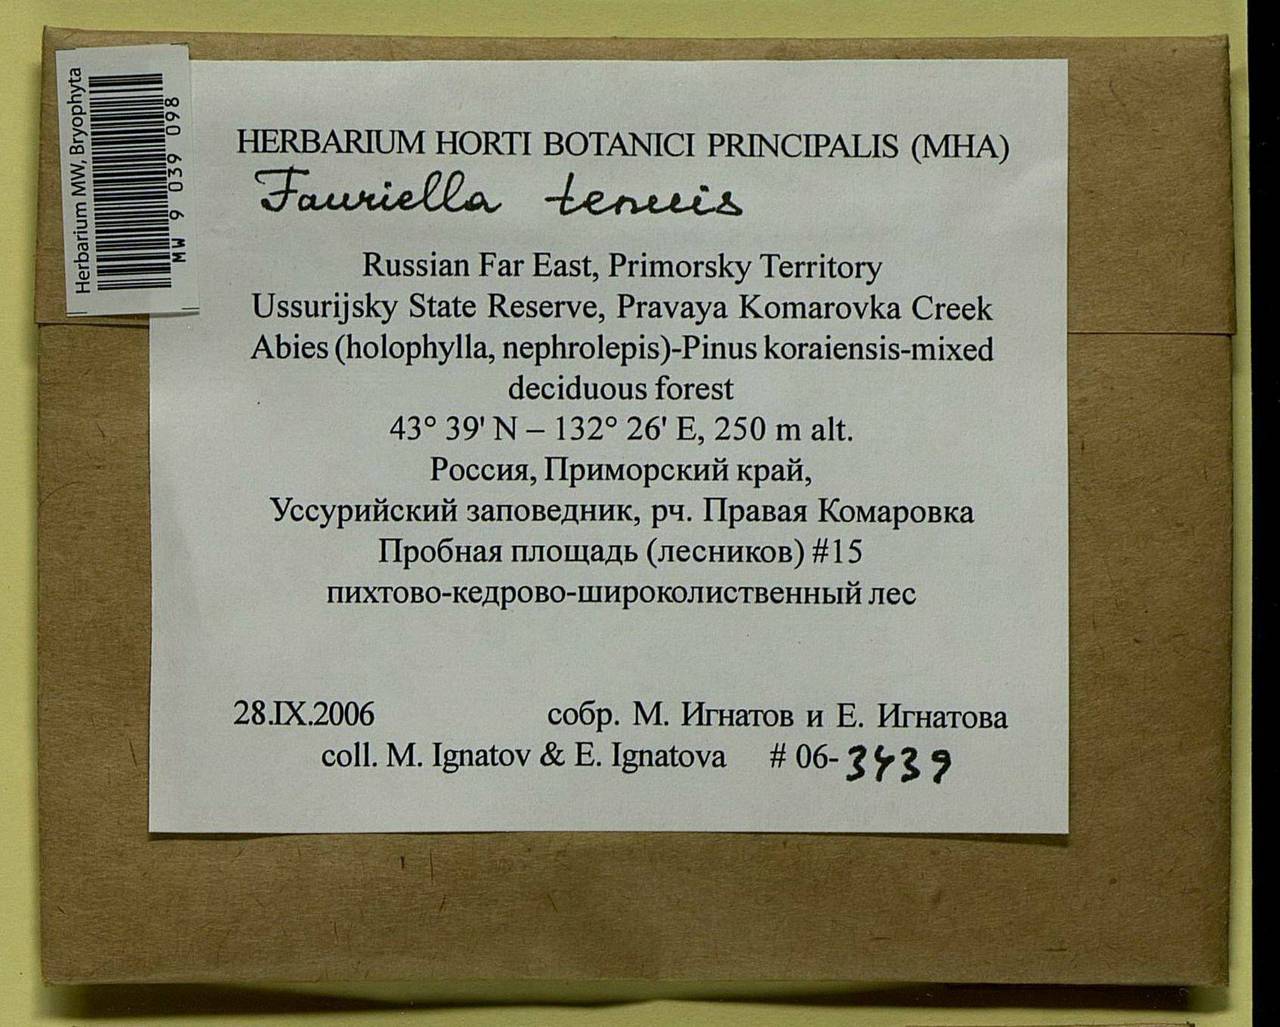 Herbarium MW, Bryophyta
MW 9 039 098
HERBARIUM HORTI BOTANICI PRINCIPALIS (MHA)
Fauriella tenuis
Russian Far East, Primorsky Territory
Ussurijsky State Reserve, Pravaya Komarovka Creek
Abies (holophylla, nephrolepis)-Pinus koraiensis-mixed
deciduous forest
43° 39' N – 132° 26' E, 250 m alt.
Россия, Приморский край,
Уссурийский заповедник, рч. Правая Комаровка
Пробная площадь (лесников) #15
пихтово-кедрово-широколиственный лес
28.IX.2006 собр. М. Игнатов и Е. Игнатова
coll. M. Ignatov & E. Ignatova # 06-3439